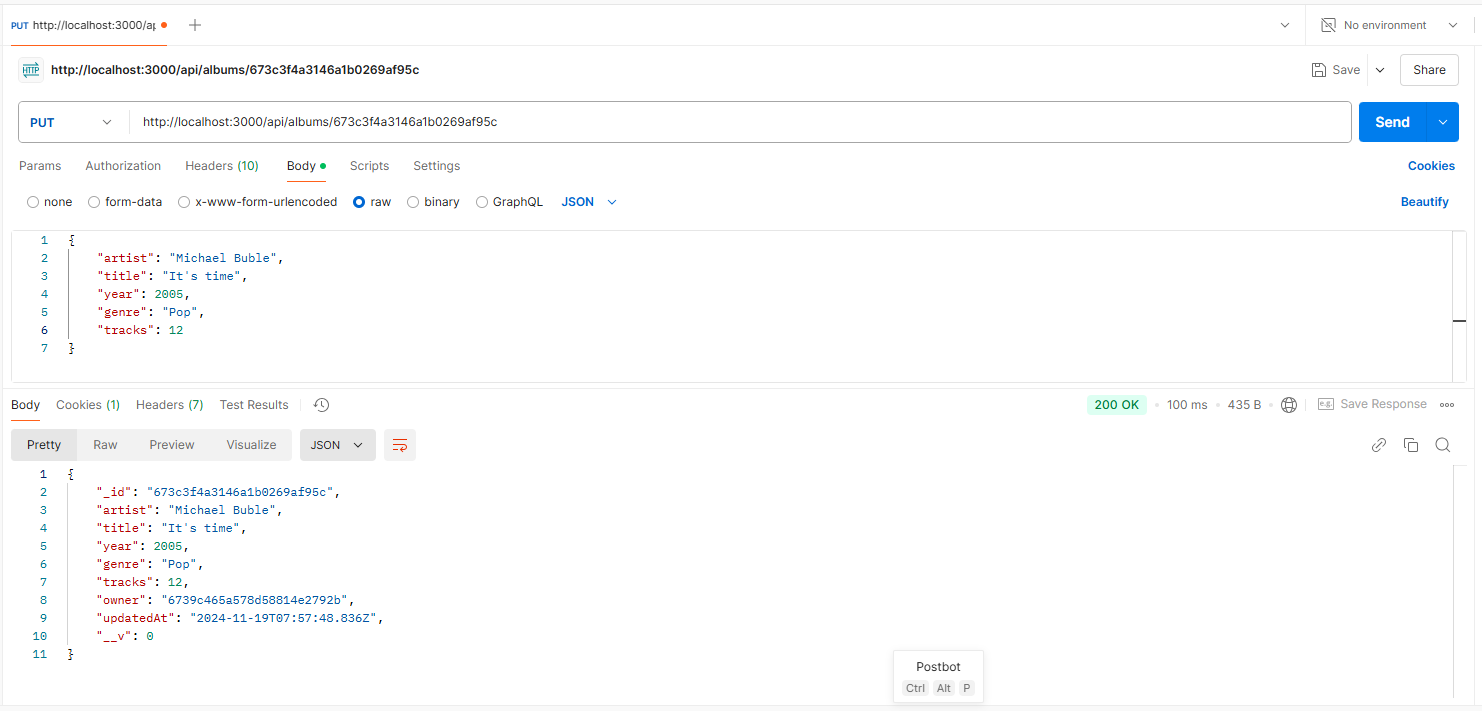 PUT http://localhost:3000/ap
No environment
HTTP http://localhost:3000/api/albums/673c3f4a3146a1b0269af95c
Save
Share
PUT http://localhost:3000/api/albums/673c3f4a3146a1b0269af95c
Send
Params Authorization Headers (10) Body Scripts Settings Cookies
none form-data x-www-form-urlencoded raw binary GraphQL JSON Beautify
1 {
2 "artist": "Michael Buble",
3 "title": "It's time",
4 "year": 2005,
5 "genre": "Pop",
6 "tracks": 12
7 }
Body Cookies (1) Headers (7) Test Results 200 OK 100 ms 435 B e.g. Save Response
Pretty Raw Preview Visualize JSON
1 {
2 "_id": "673c3f4a3146a1b0269af95c",
3 "artist": "Michael Buble",
4 "title": "It's time",
5 "year": 2005,
6 "genre": "Pop",
7 "tracks": 12,
8 "owner": "6739c465a578d58814e2792b",
9 "updatedAt": "2024-11-19T07:57:48.836Z",
10 "__v": 0
11 }
Postbot
Ctrl Alt P